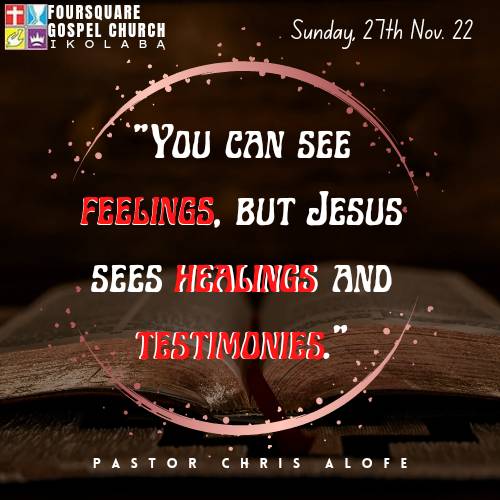 FOURSQUARE
GOSPEL CHURCH
IKOLABA
Sunday, 27th Nov. 22
"YOU CAN SEE
FEELINGS, BUT JESUS
SEES HEALINGS AND
TESTIMONIES."
PASTOR CHRIS ALOFE